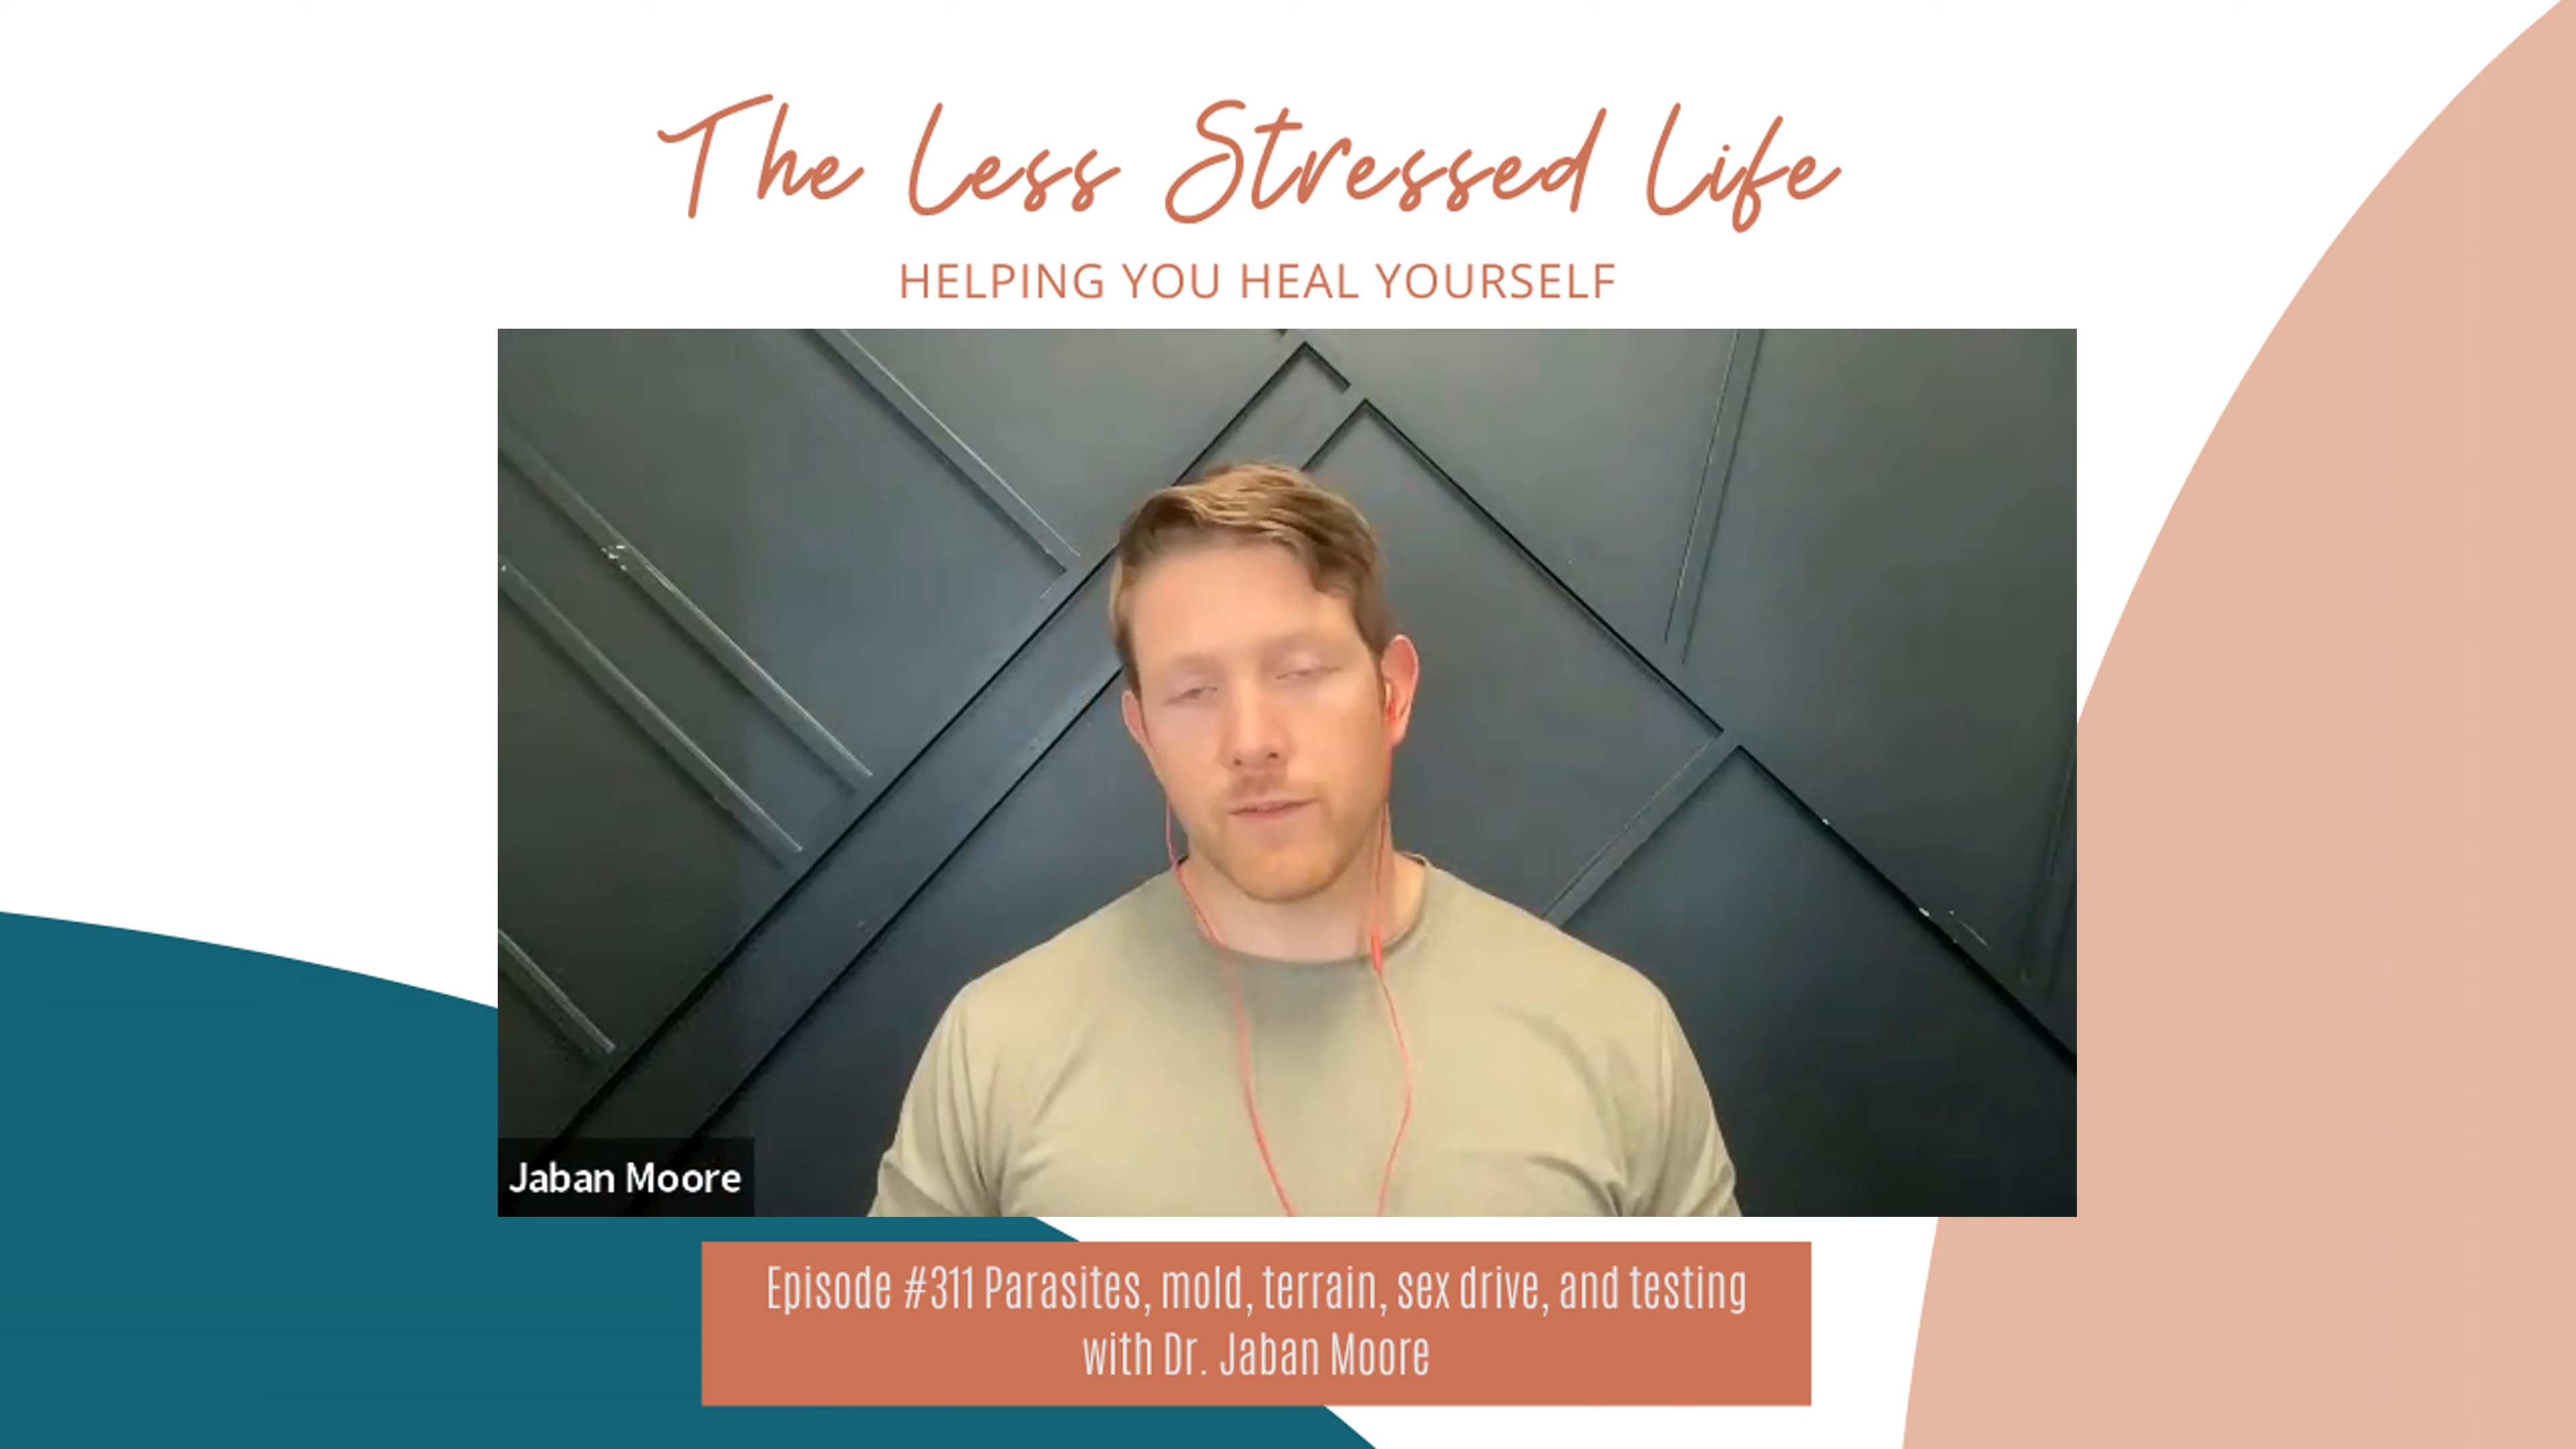 The Less Stressed Life
HELPING YOU HEAL YOURSELF
Jaban Moore
Episode #311 Parasites, mold, terrain, sex drive, and testing
with Dr. Jaban Moore